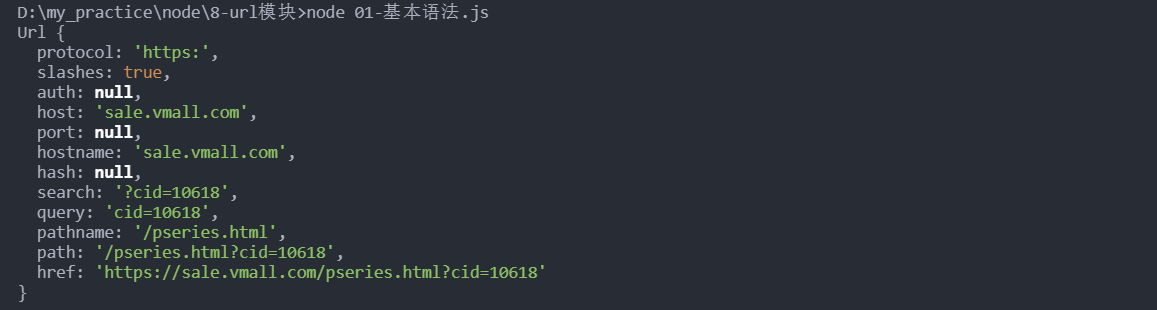 D:\my_practice\node\8-url模块>node 01-基本语法.js
Url {
  protocol: 'https:',
  slashes: true,
  auth: null,
  host: 'sale.vmall.com',
  port: null,
  hostname: 'sale.vmall.com',
  hash: null,
  search: '?cid=10618',
  query: 'cid=10618',
  pathname: '/pseries.html',
  path: '/pseries.html?cid=10618',
  href: 'https://sale.vmall.com/pseries.html?cid=10618'
}